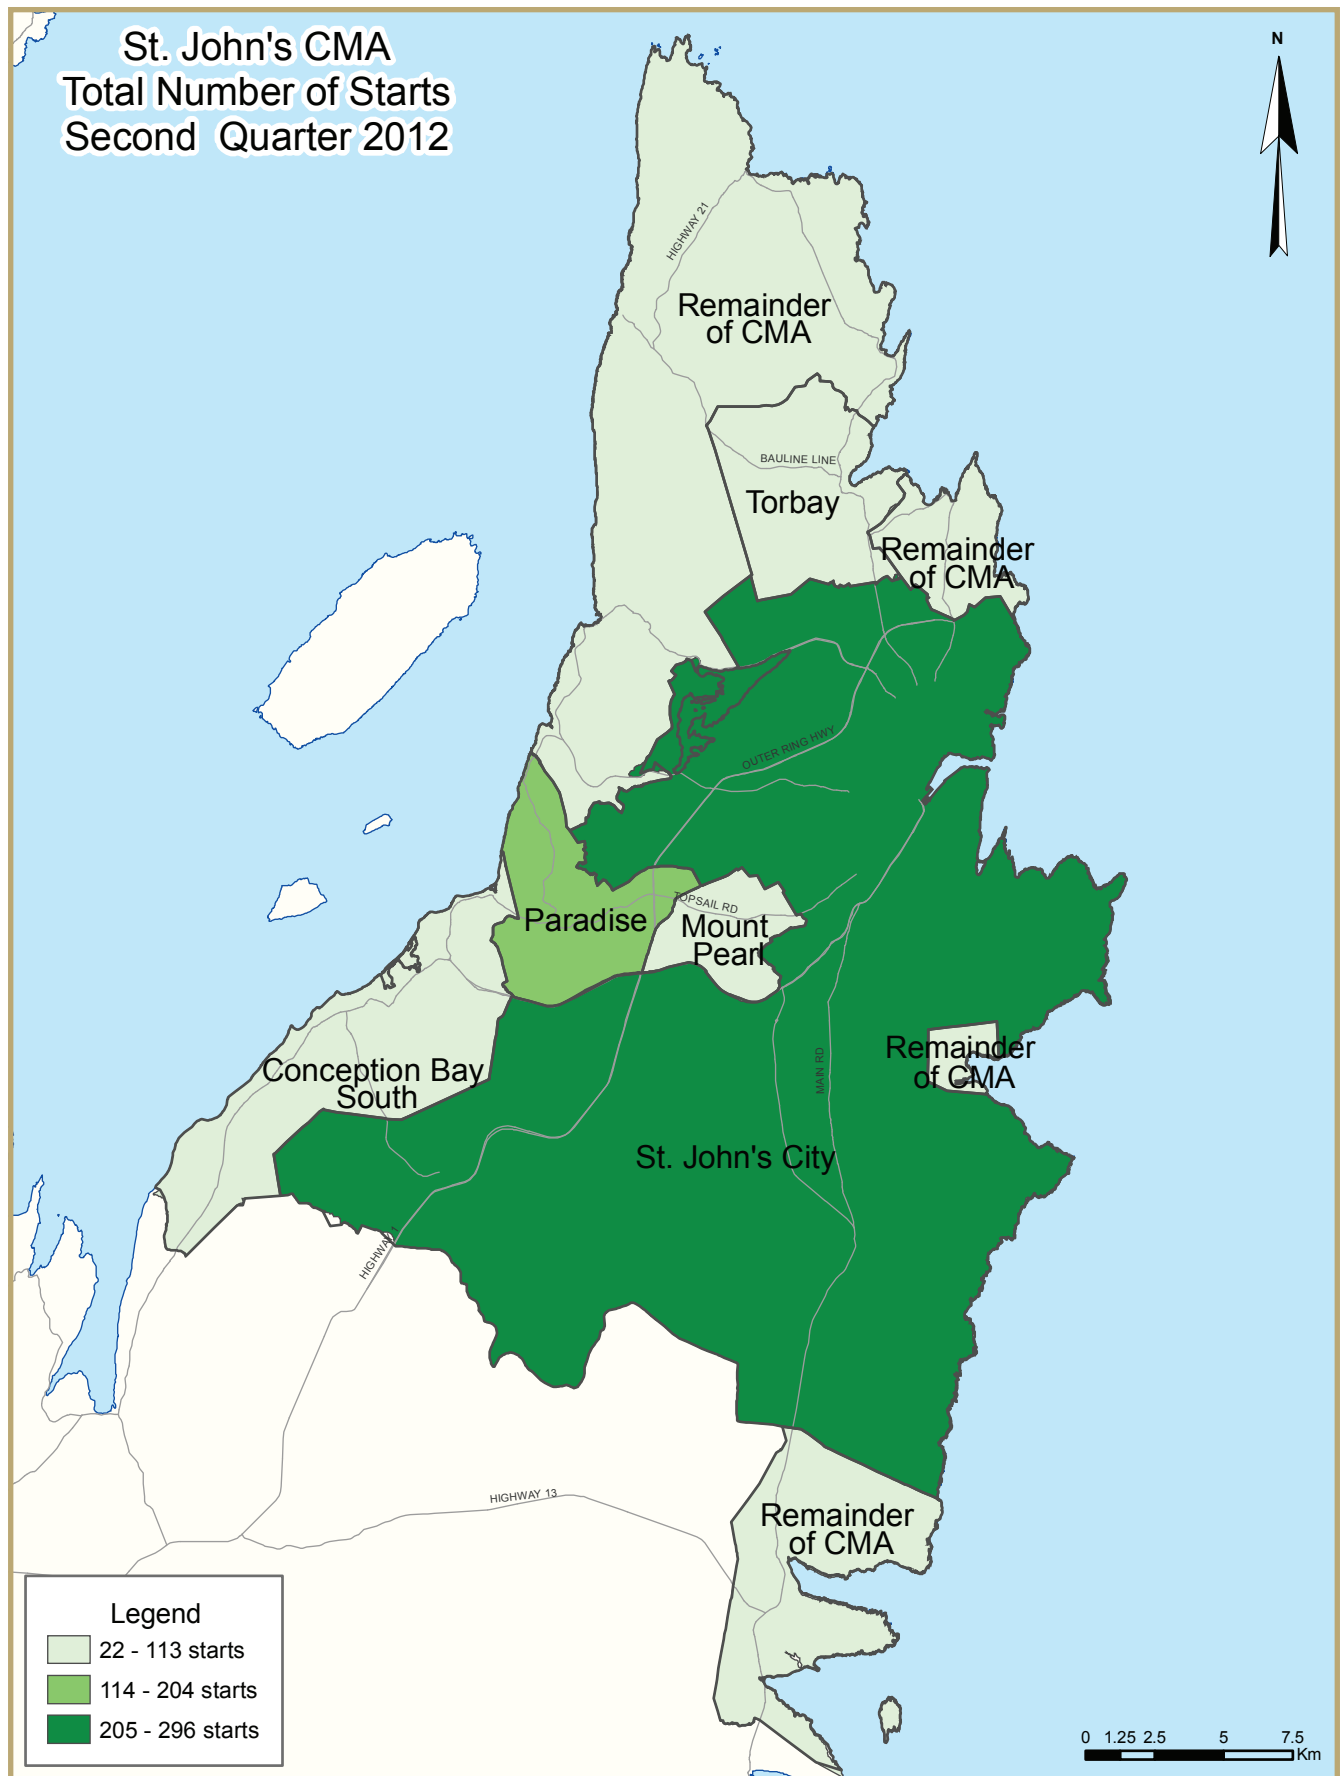 St. John's CMA
Total Number of Starts
Second Quarter 2012
N
HIGHWAY 21
Remainder
of CMA
BAULINE LINE
Torbay
Remainder
of CMA
OUTER RING HWY
TOPSAIL RD
Paradise
Mount
Pearl
Conception Bay
South
MAIN RD
Remainder
of CMA
St. John's City
HIGHWAY 1
HIGHWAY 13
Remainder
of CMA
Legend
22 - 113 starts
114 - 204 starts
205 - 296 starts
0 1.25 2.5 5 7.5
Km